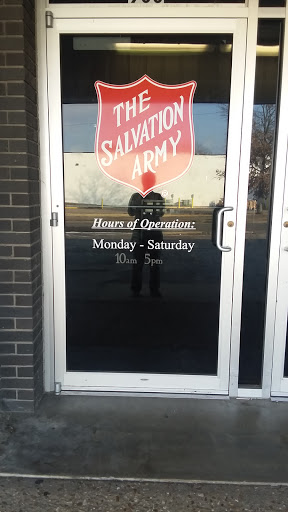 THE
SALVATION
ARMY
Hours of Operation:
Monday - Saturday
10am 5pm